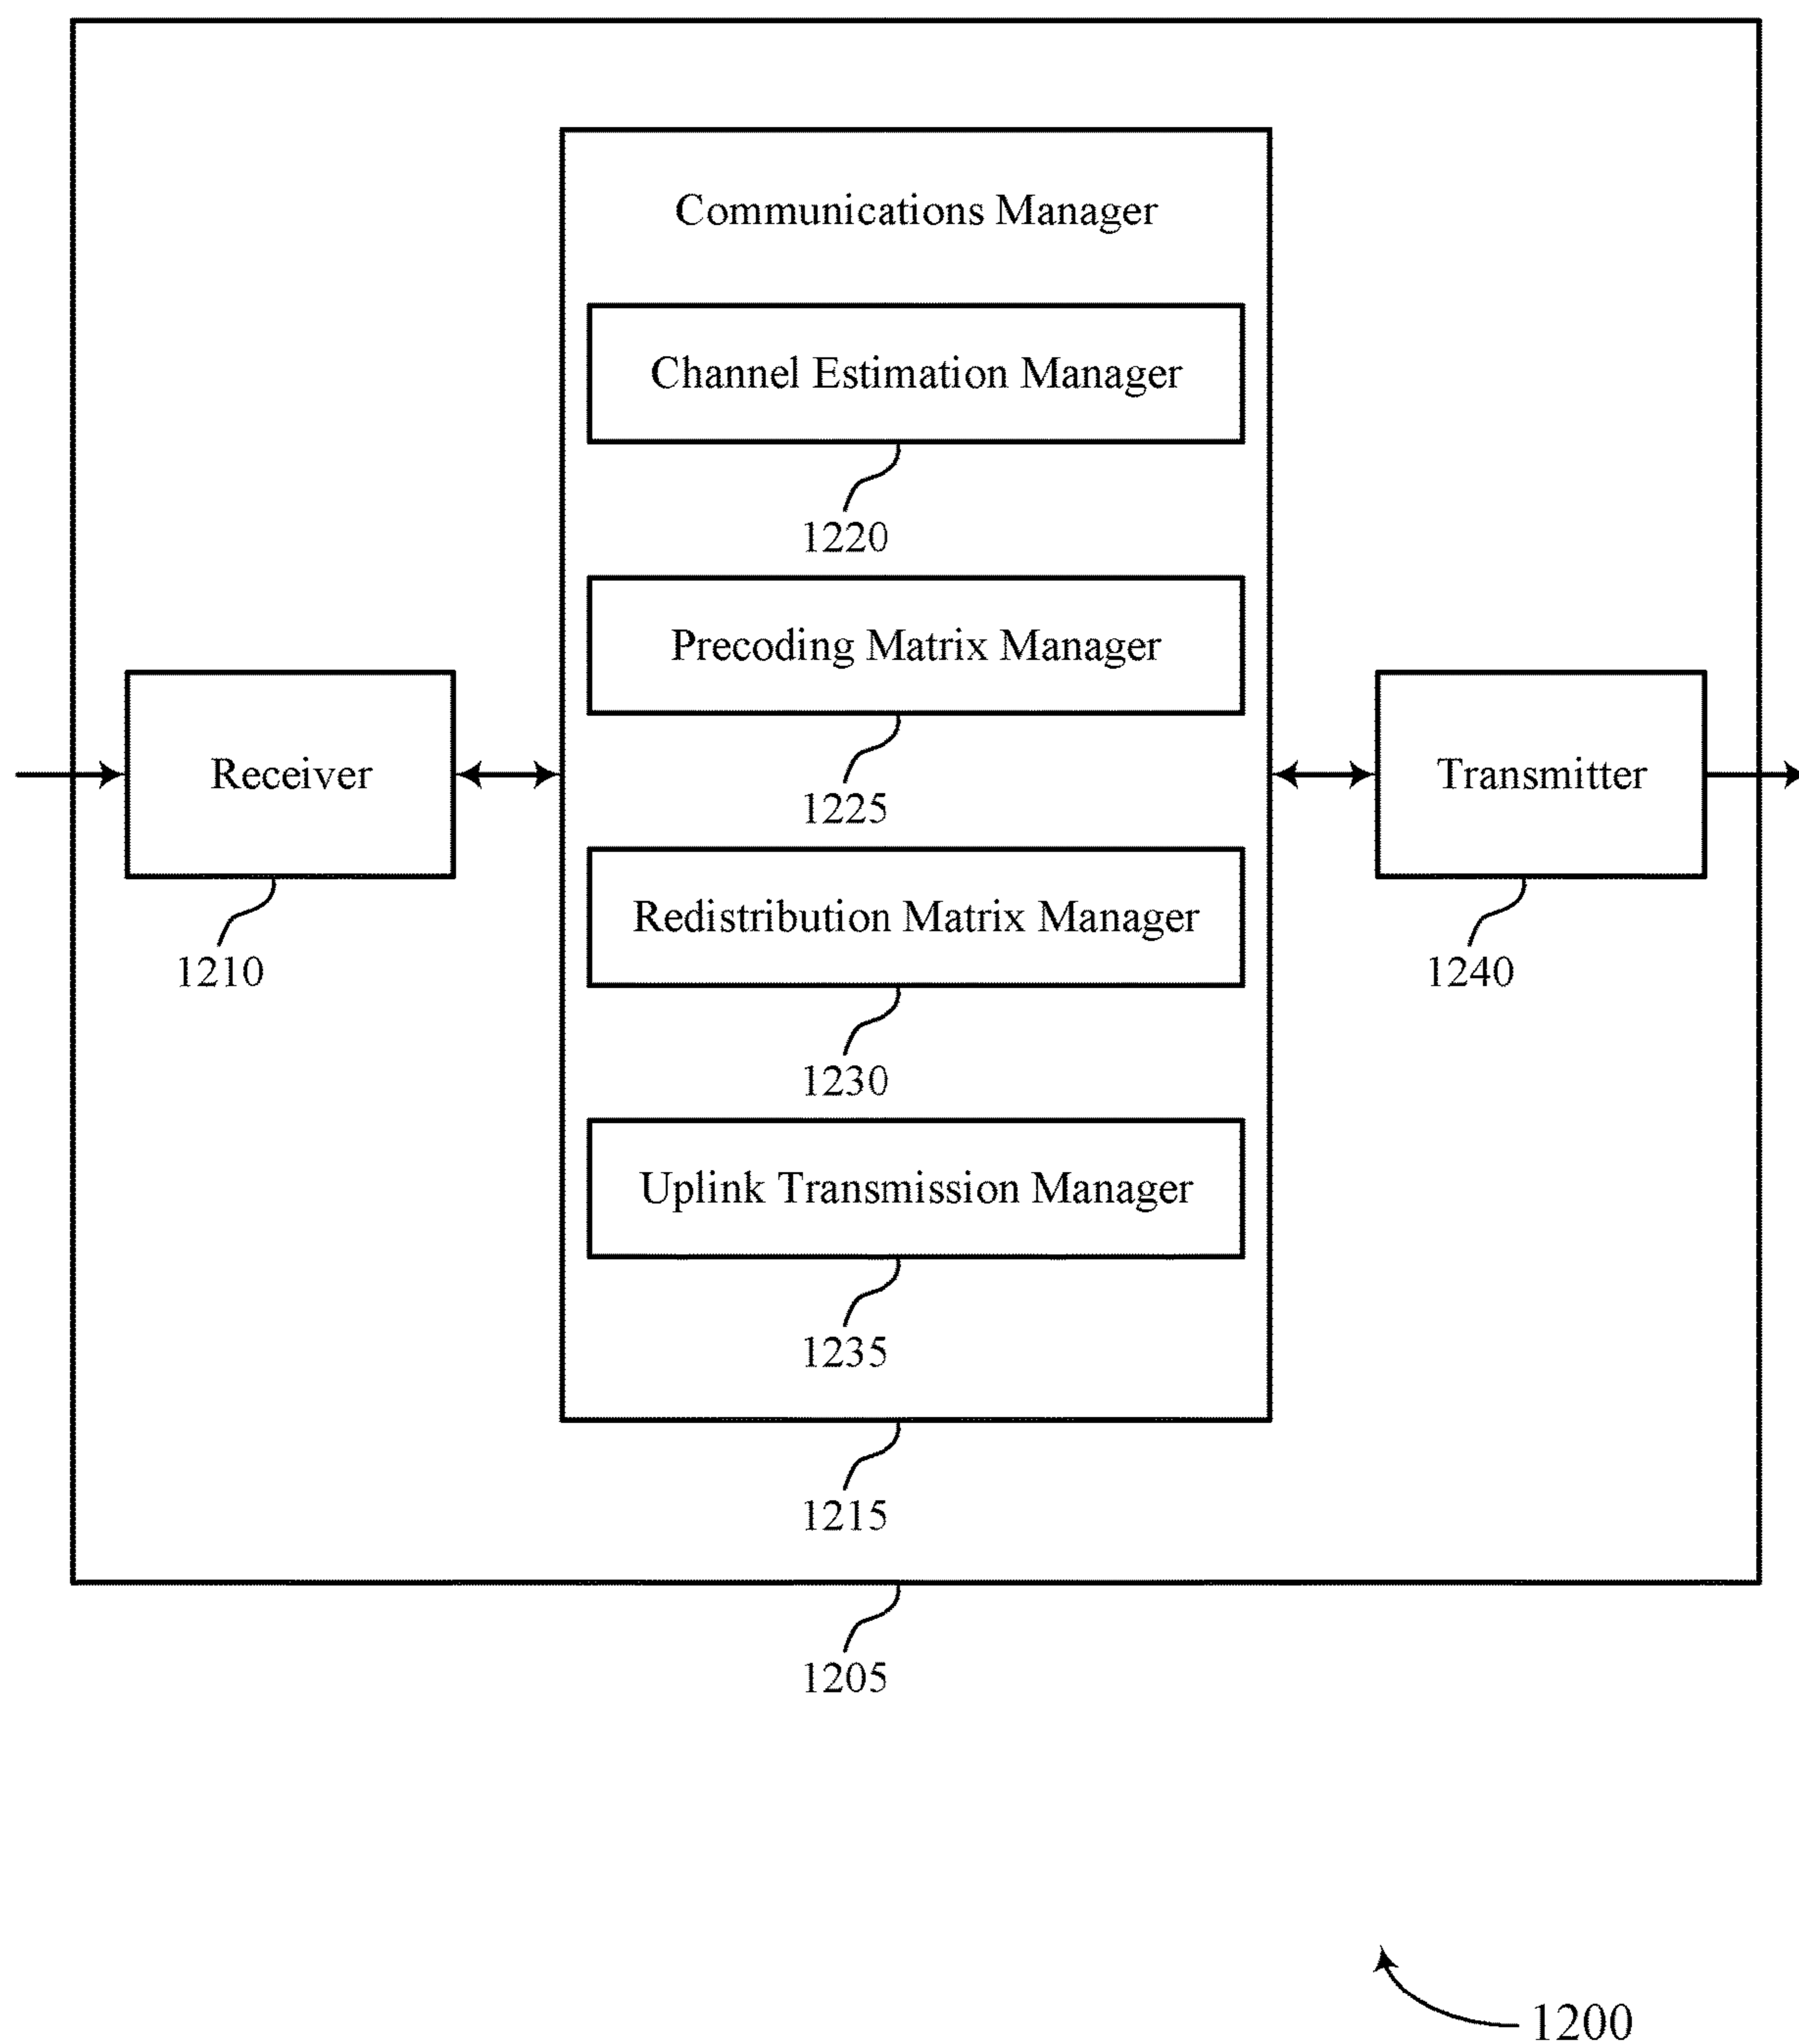 Communications Manager
Channel Estimation Manager
1220
Precoding Matrix Manager
1225
Receiver
1210
Transmitter
1240
Redistribution Matrix Manager
1230
Uplink Transmission Manager
1235
1215
1205
1200